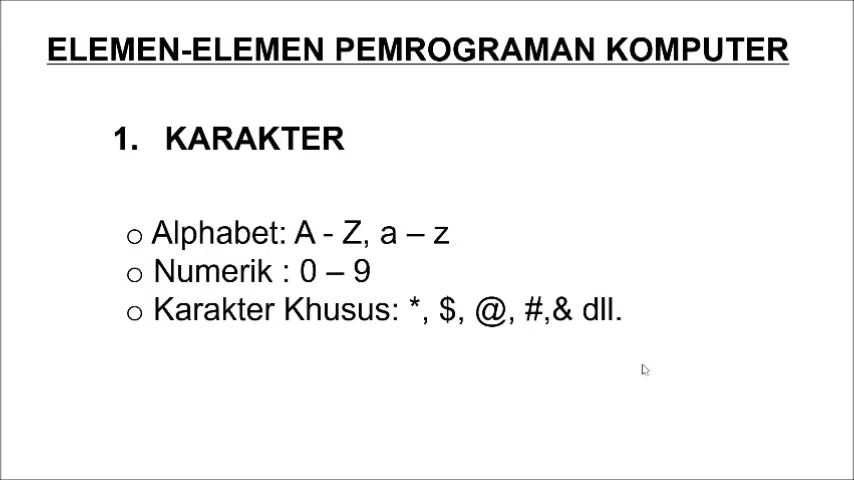 ELEMEN-ELEMEN PEMROGRAMAN KOMPUTER
1. KARAKTER
o Alphabet: A - Z, a – z
o Numerik : 0 – 9
o Karakter Khusus: *, $, @, #,& dll.